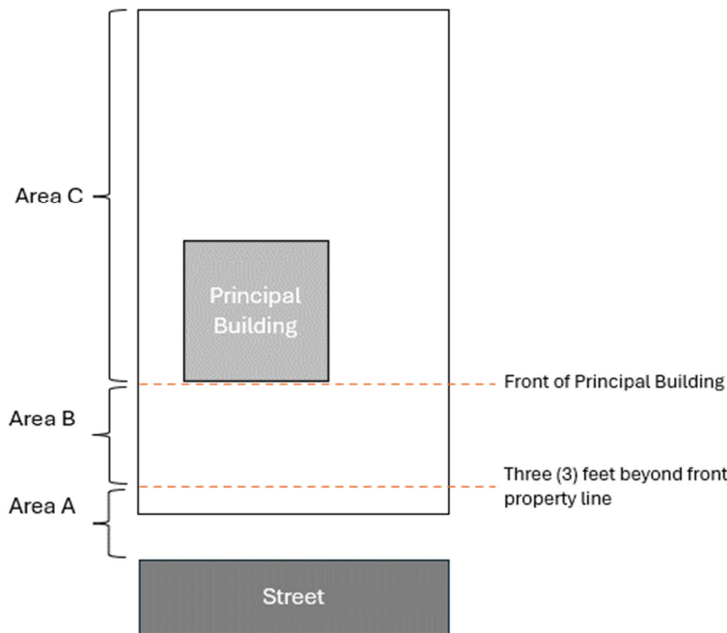 Area C
Principal
Building
Front of Principal Building
Area B
Three (3) feet beyond front
property line
Area A
Street